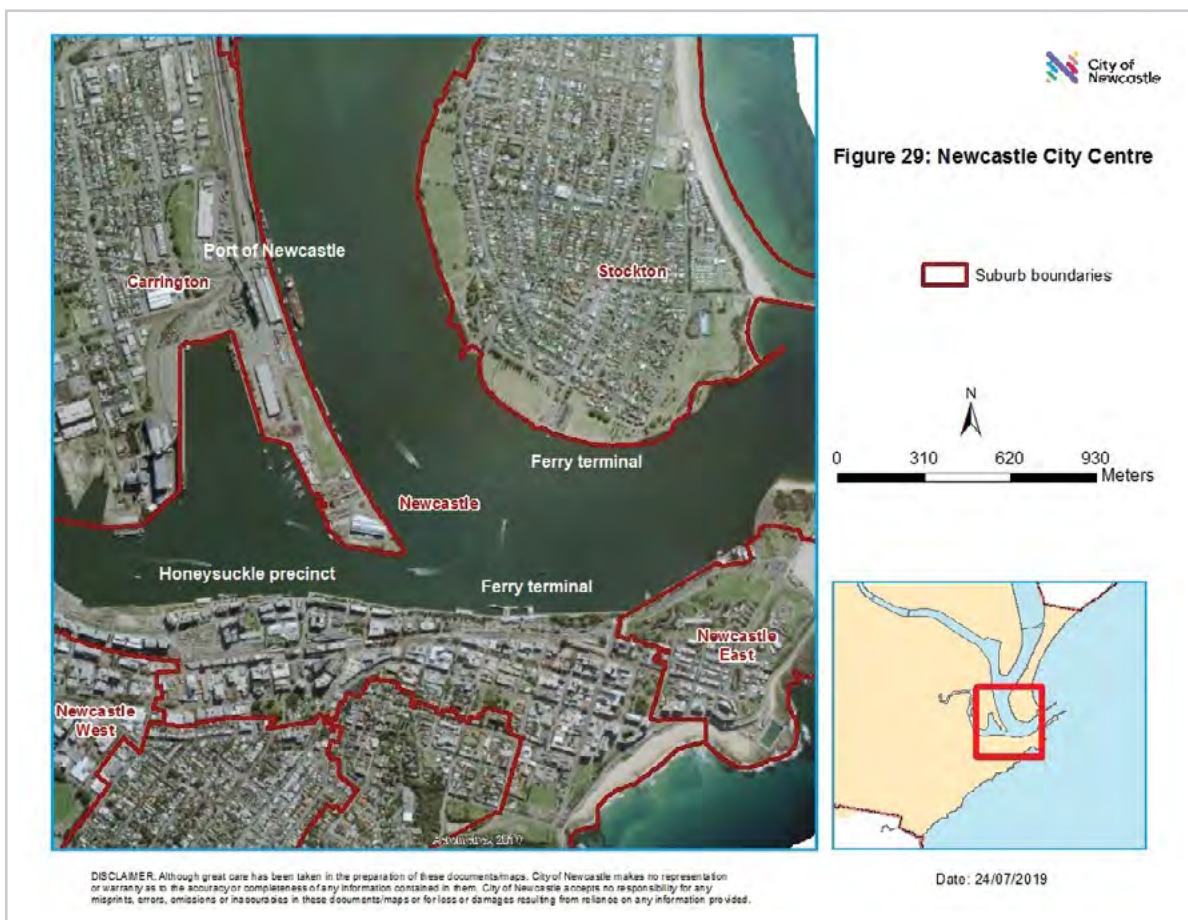 City of
Newcastle
Figure 29: Newcastle City Centre
Suburb boundaries
N
0 310 620 930
Meters
Port of Newcastle
Carrington
Stockton
Ferry terminal
Newcastle
Honeysuckle precinct
Ferry terminal
Newcastle
East
Newcastle
West
DISCLAIMER: Although great care has been taken in the preparation of these documents/maps. City of Newcastle makes no representation
or warranty as to the accuracy or completeness of any information contained in them. City of Newcastle accepts no responsibility for any
misprints, errors, omissions or inaccuracies in these documents/maps or for loss or damages resulting from reliance on any information provided.
Date: 24/07/2019